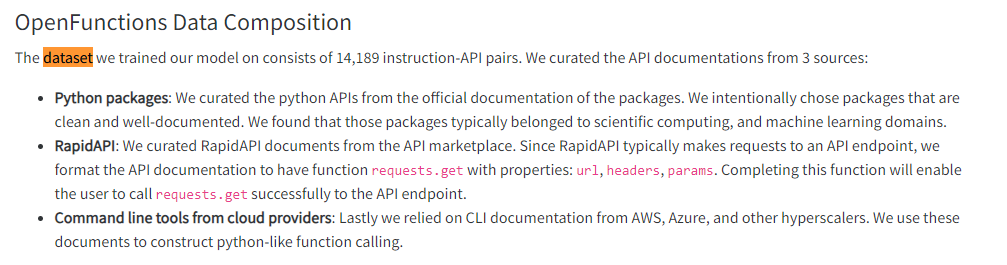 OpenFunctions Data Composition
The dataset we trained our model on consists of 14,189 instruction-API pairs. We curated the API documentations from 3 sources:
• Python packages: We curated the python APIs from the official documentation of the packages. We intentionally chose packages that are
clean and well-documented. We found that those packages typically belonged to scientific computing, and machine learning domains.
• RapidAPI: We curated RapidAPI documents from the API marketplace. Since RapidAPI typically makes requests to an API endpoint, we
format the API documentation to have function requests.get with properties: url, headers, params. Completing this function will enable
the user to call requests.get successfully to the API endpoint.
• Command line tools from cloud providers: Lastly we relied on CLI documentation from AWS, Azure, and other hyperscalers. We use these
documents to construct python-like function calling.